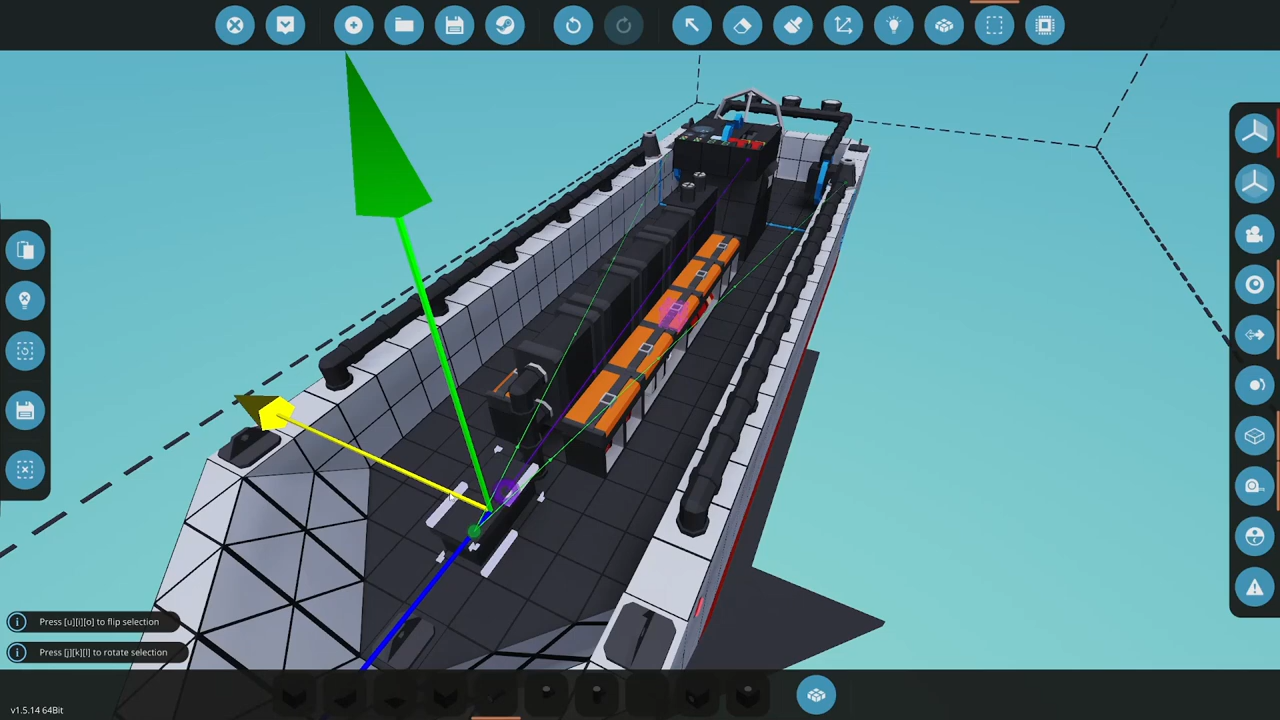 Press [u][i][o] to flip selection
Press [j][k][l] to rotate selection
v1.5.14 64Bit